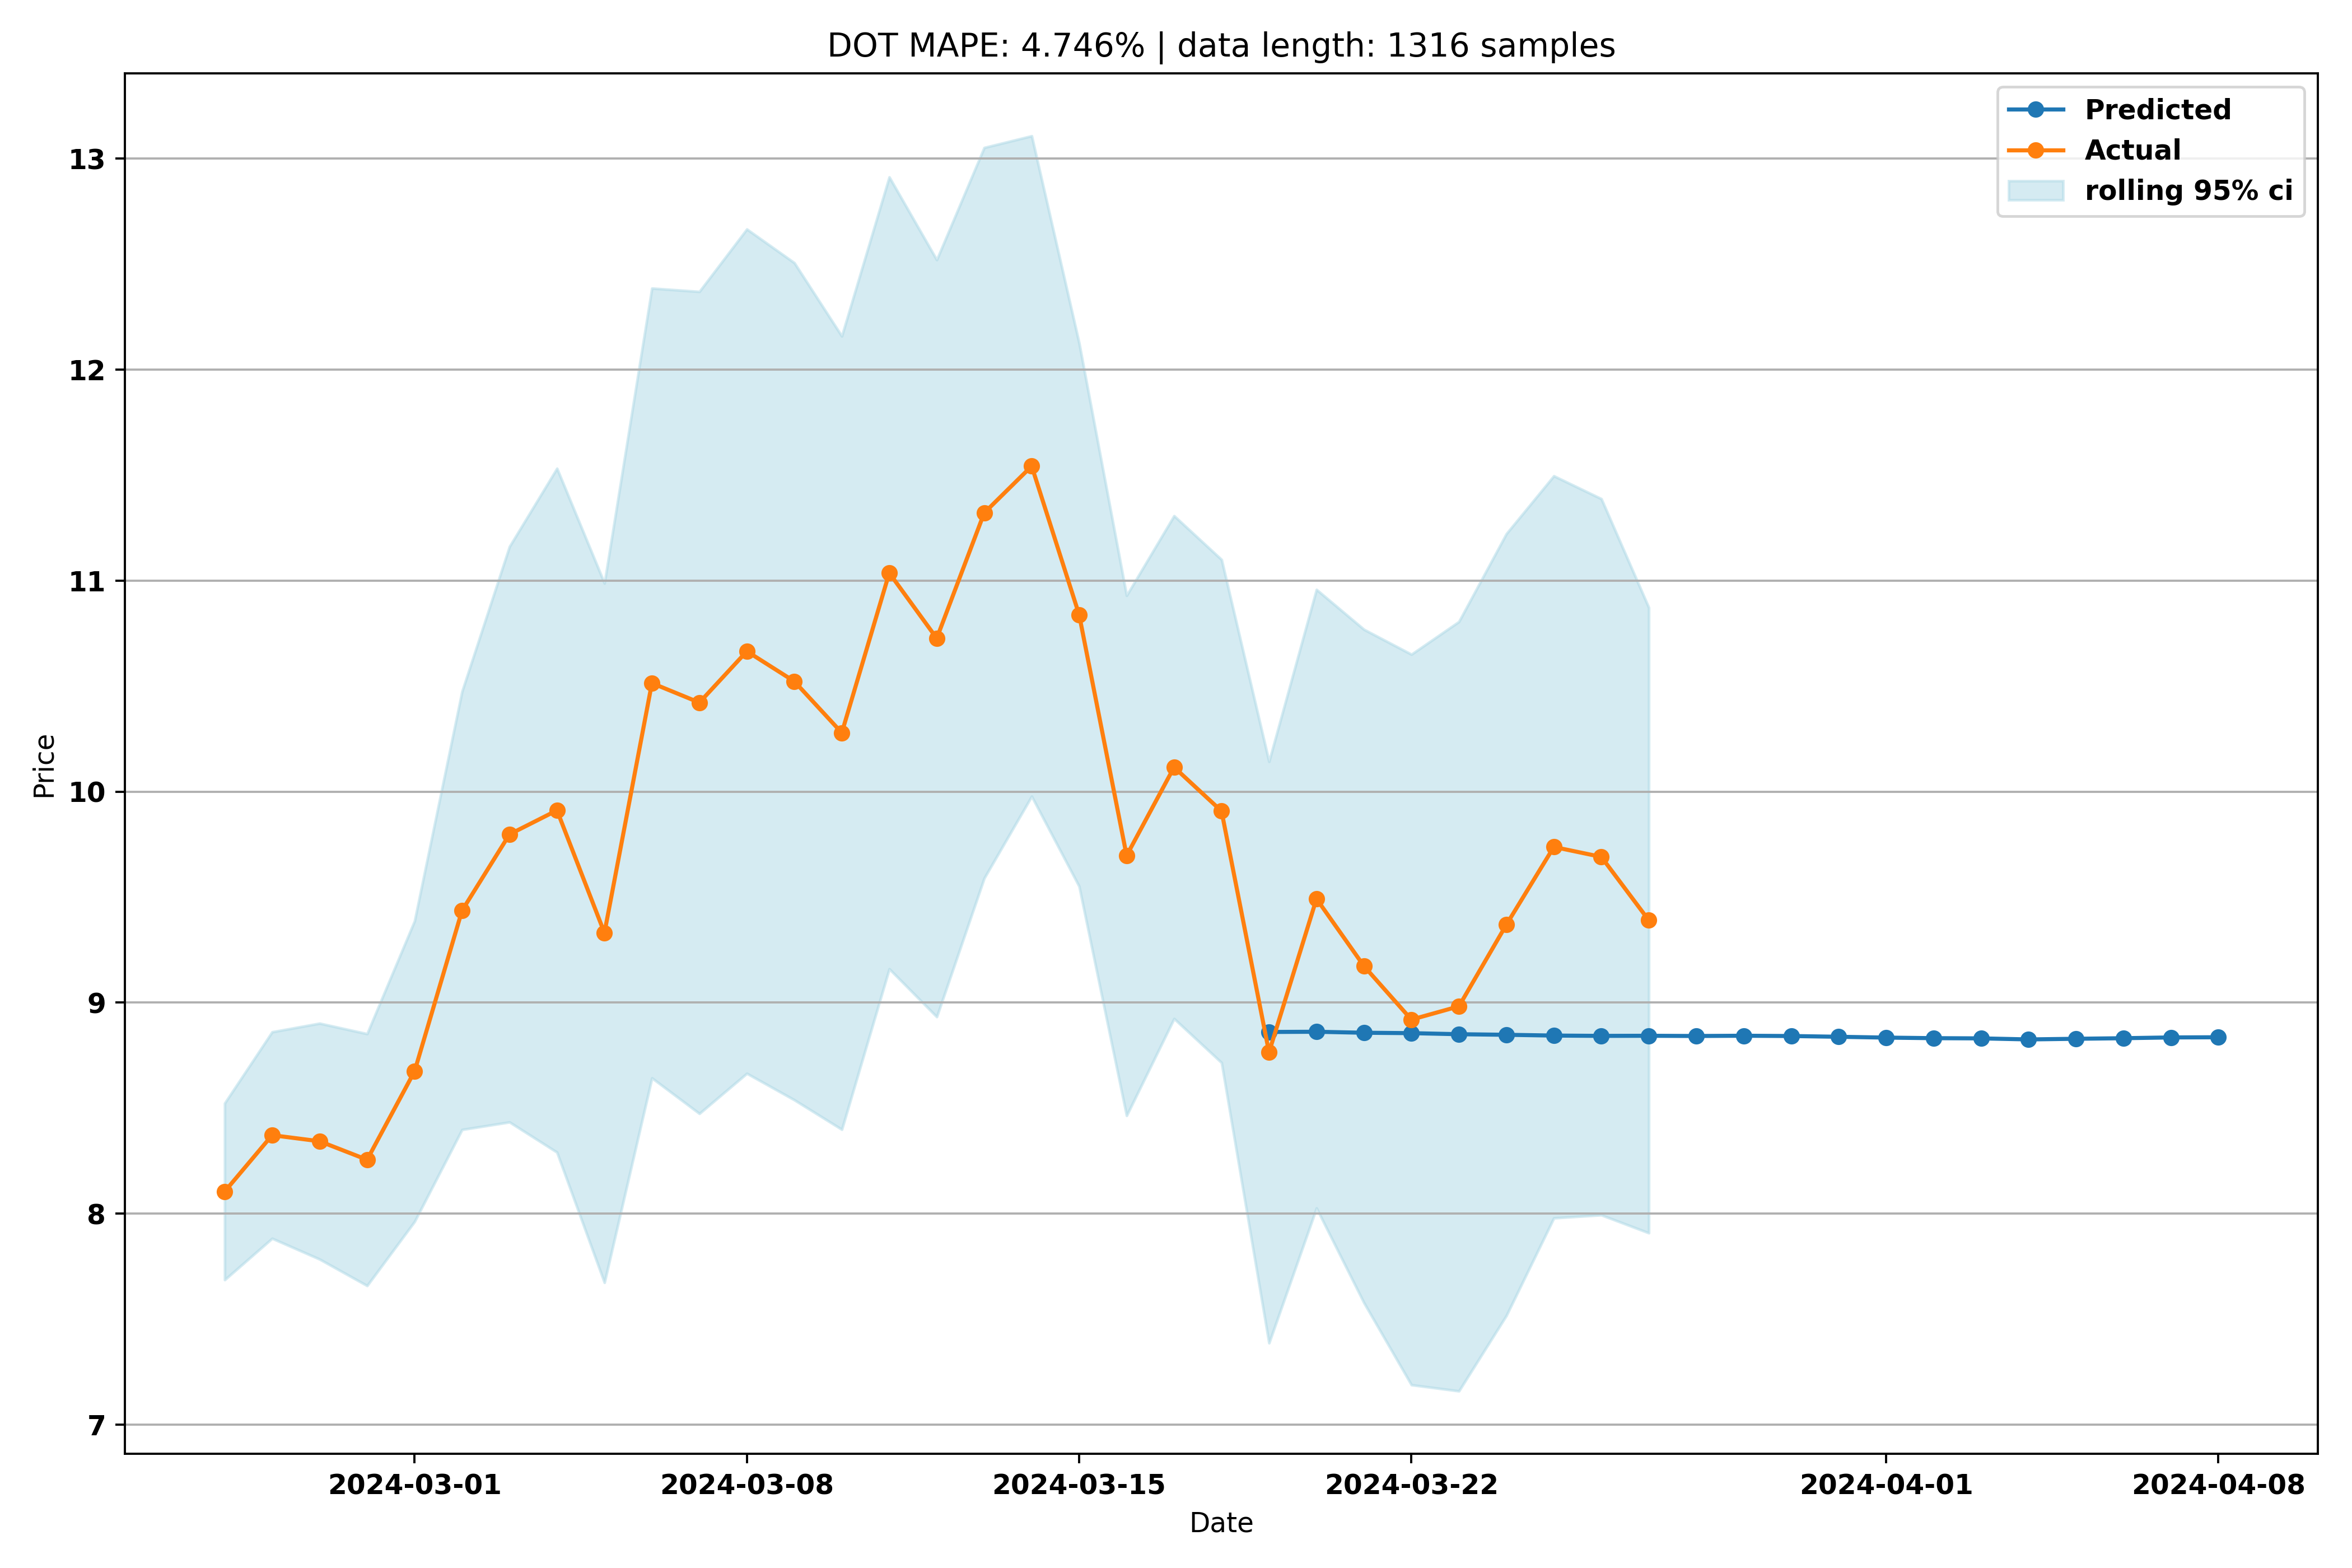 DOT MAPE: 4.746% | data length: 1316 samples
Predicted
Actual
rolling 95% ci
13
12
11
10
9
8
7
Price
2024-03-01
2024-03-08
2024-03-15
2024-03-22
2024-04-01
2024-04-08
Date